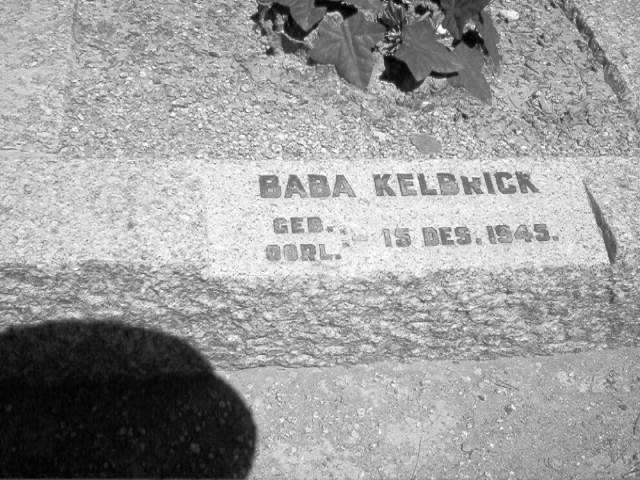 BABA KELBRICK
GEB.
OORL. - 15 DES. 1945.